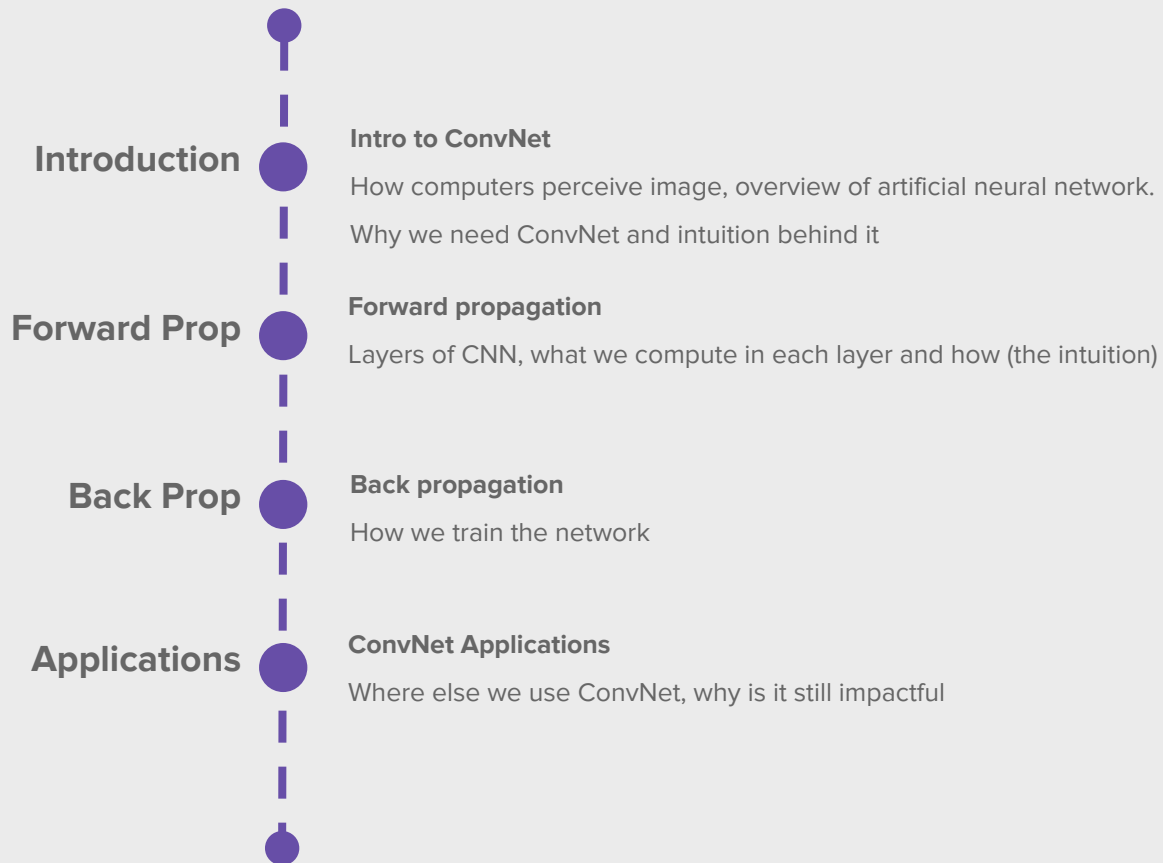 Introduction
Intro to ConvNet
How computers perceive image, overview of artificial neural network.
Why we need ConvNet and intuition behind it
Forward Prop
Forward propagation
Layers of CNN, what we compute in each layer and how (the intuition)
Back Prop
Back propagation
How we train the network
Applications
ConvNet Applications
Where else we use ConvNet, why is it still impactful